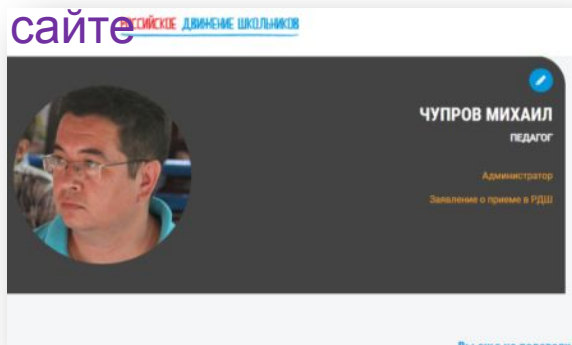 сайте
РОССИЙСКОЕ ДВИЖЕНИЕ ШКОЛЬНИКОВ
ЧУПРОВ МИХАИЛ
ПЕДАГОГ
Администратор
Заявление о приеме в РДШ